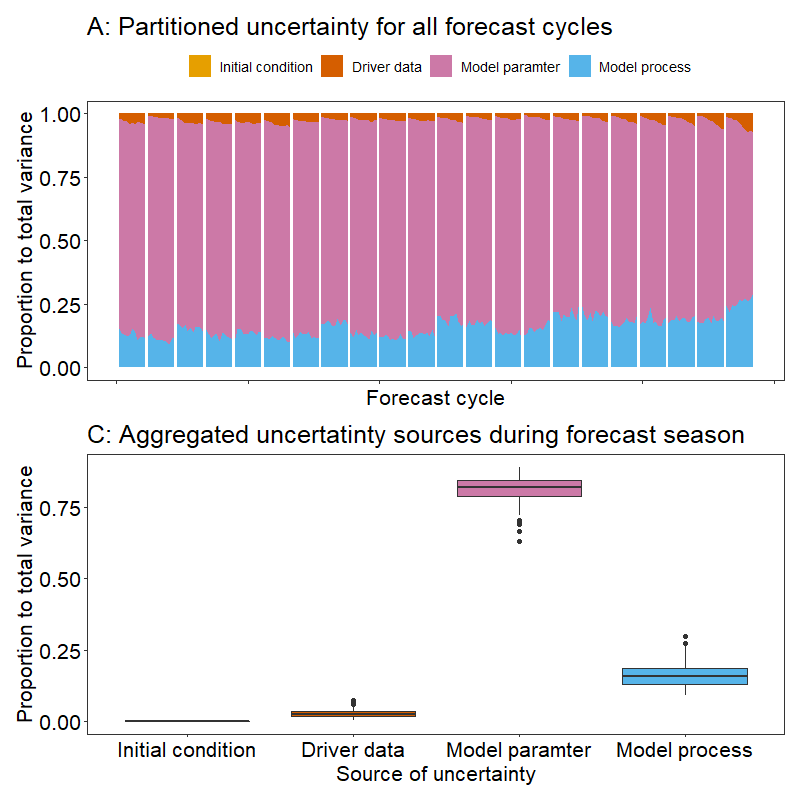 A: Partitioned uncertainty for all forecast cycles
Initial condition Driver data Model paramter Model process
Proportion to total variance
1.00
0.75
0.50
0.25
0.00
Forecast cycle
C: Aggregated uncertatinty sources during forecast season
Proportion to total variance
0.75
0.50
0.25
0.00
Initial condition Driver data Model paramter Model process
Source of uncertainty